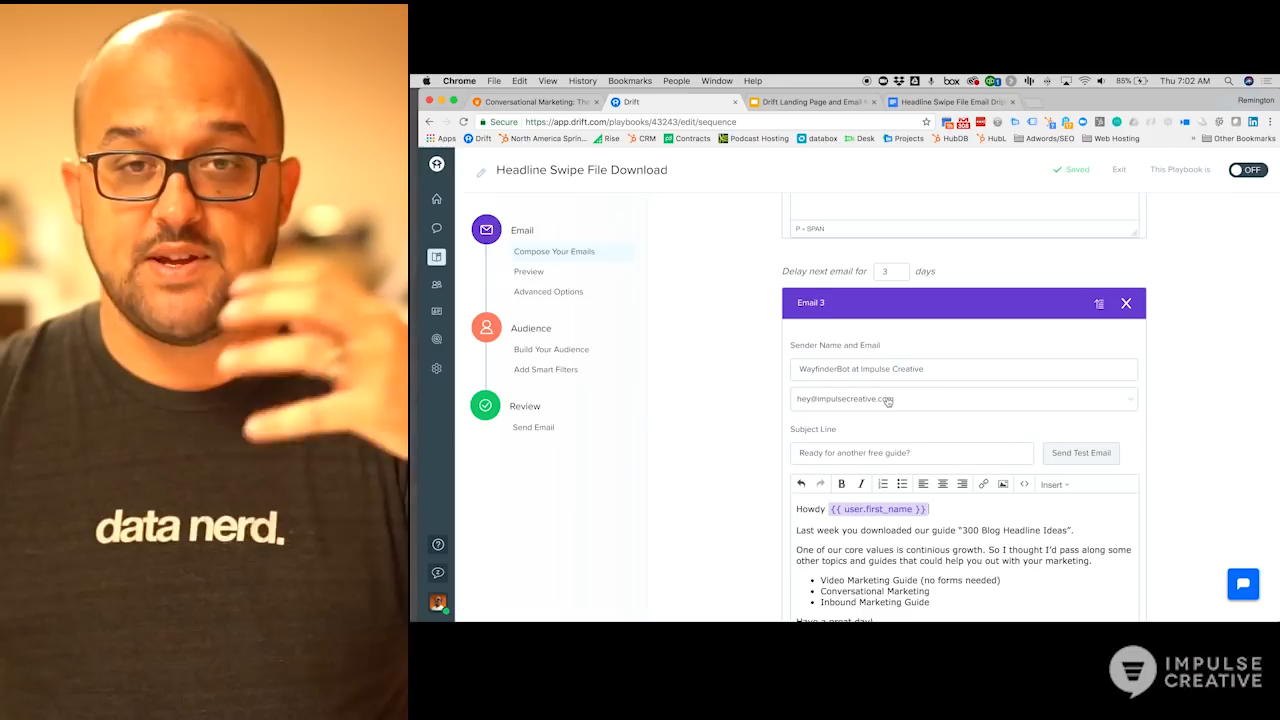 data nerd.
Chrome File Edit View History Bookmarks People Window Help
box
85%
Thu 7:02 AM
Conversational Marketing: The
Drift
Drift Landing Page and Email
Headline Swipe File Email Drip
Remington
Secure https://app.drift.com/playbooks/43243/edit/sequence
Apps Drift North America Sprin... Rise CRM Contracts Podcast Hosting databox Desk Projects HubDB HubL Adwords/SEO Web Hosting » Other Bookmarks
Headline Swipe File Download
Saved
Exit
This Playbook is
OFF
Email
Compose Your Emails
Preview
Advanced Options
Audience
Build Your Audience
Add Smart Filters
Review
Send Email
P » SPAN
Delay next email for 3 days
Email 3
Sender Name and Email
WayfinderBot at Impulse Creative
hey@impulsecreative.com
Subject Line
Ready for another free guide?
Send Test Email
B I
Insert
Howdy {{ user.first_name }}
Last week you downloaded our guide “300 Blog Headline Ideas”.
One of our core values is continious growth. So I thought I'd pass along some
other topics and guides that could help you out with your marketing.
• Video Marketing Guide (no forms needed)
• Conversational Marketing
• Inbound Marketing Guide
Have a great day!
IMPULSE
CREATIVE